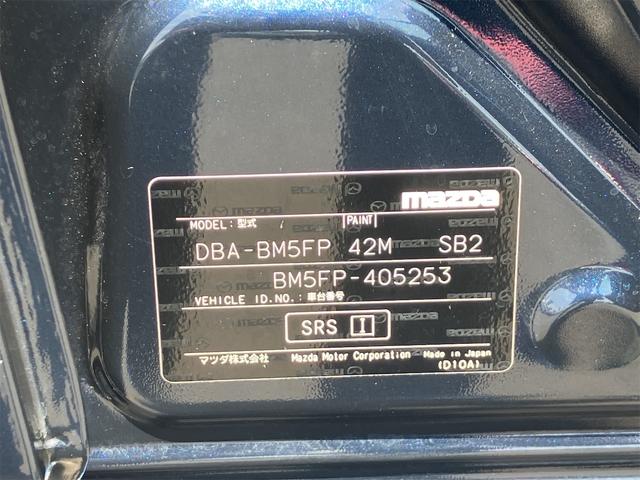 mazda
MODEL:型式 PAINT
DBA-BM5FP 42M SB2
BM5FP-405253
VEHICLE ID.NO.:車台番号
SRS I
マツダ株式会社 Mazda Motor Corporation Made in Japan
(D10A)